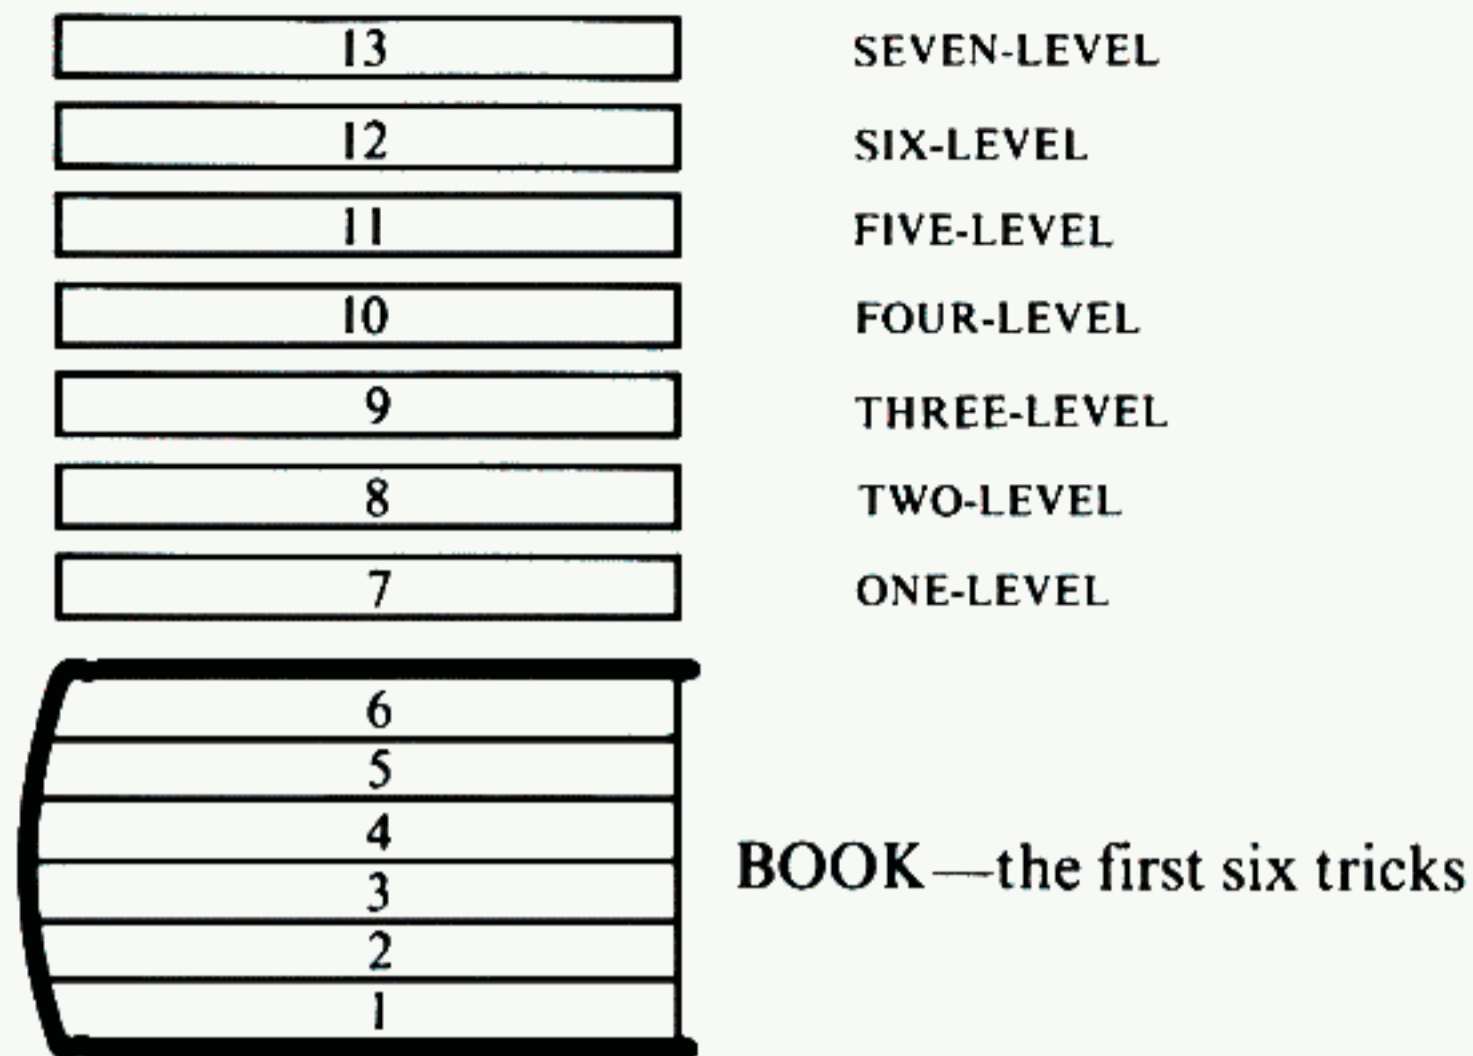 13 SEVEN-LEVEL
12 SIX-LEVEL
11 FIVE-LEVEL
10 FOUR-LEVEL
9 THREE-LEVEL
8 TWO-LEVEL
7 ONE-LEVEL
6
5
4
BOOK—the first six tricks
3
2
1